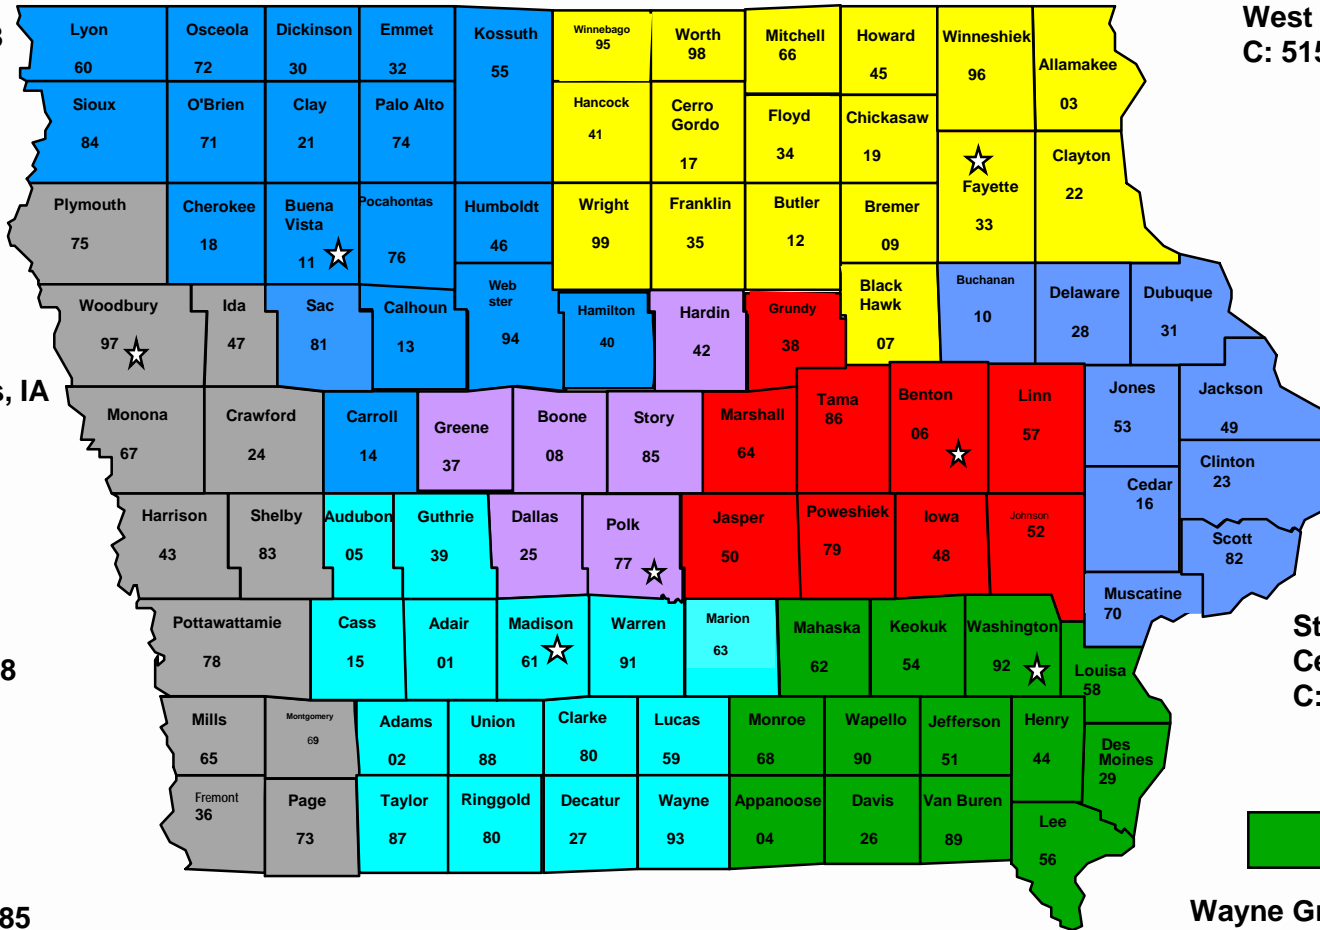 West
C: 515
Lyon
60
Osceola
72
Dickinson
30
Emmet
32
Kossuth
55
Winnebago
95
Worth
98
Mitchell
66
Howard
45
Winneshiek
96
Allamakee
03
Sioux
84
O'Brien
71
Clay
21
Palo Alto
74
Hancock
41
Cerro
Gordo
17
Floyd
34
Chickasaw
19
Fayette
33
Clayton
22
Plymouth
75
Cherokee
18
Buena
Vista
11
Pocahontas
76
Humboldt
46
Wright
99
Franklin
35
Butler
12
Bremer
09
Woodbury
97
Ida
47
Sac
81
Calhoun
13
Web
ster
94
Hamilton
40
Hardin
42
Grundy
38
Black
Hawk
07
Buchanan
10
Delaware
28
Dubuque
31
s, IA
Monona
67
Crawford
24
Carroll
14
Greene
37
Boone
08
Story
85
Marshall
64
Tama
86
Benton
06
Linn
57
Jones
53
Jackson
49
Clinton
23
Cedar
16
Harrison
43
Shelby
83
Audubon
05
Guthrie
39
Dallas
25
Polk
77
Jasper
50
Poweshiek
79
Iowa
48
Johnson
52
Scott
82
Muscatine
70
Pottawattamie
78
Cass
15
Adair
01
Madison
61
Warren
91
Marion
63
Mahaska
62
Keokuk
54
Washington
92
Louisa
58
St
Ce
C:
8
Mills
65
Montgomery
69
Adams
02
Union
88
Clarke
80
Lucas
59
Monroe
68
Wapello
90
Jefferson
51
Henry
44
Des
Moines
29
Fremont
36
Page
73
Taylor
87
Ringgold
80
Decatur
27
Wayne
93
Appanoose
04
Davis
26
Van Buren
89
Lee
56
85
Wayne Gr